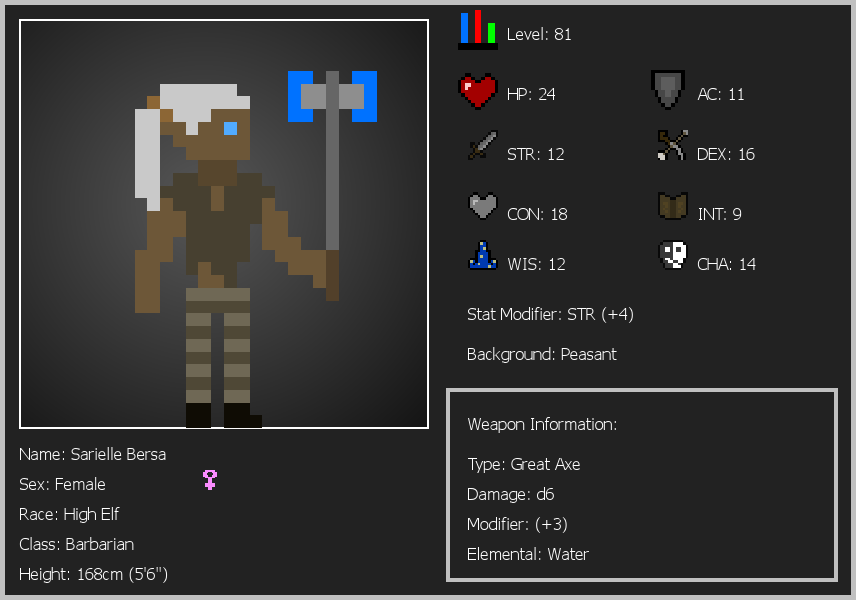 Level: 81
HP: 24
AC: 11
STR: 12
DEX: 16
CON: 18
INT: 9
WIS: 12
CHA: 14
Stat Modifier: STR (+4)
Background: Peasant
Weapon Information:
Type: Great Axe
Damage: d6
Modifier: (+3)
Elemental: Water
Name: Sarielle Bersa
Sex: Female
Race: High Elf
Class: Barbarian
Height: 168cm (5'6")